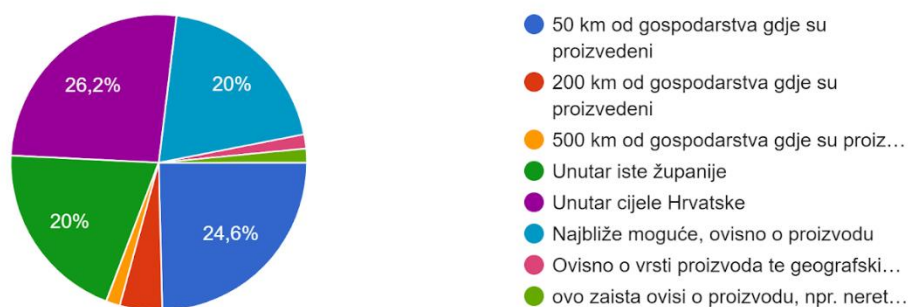 26,2%
20%
20%
24,6%
50 km od gospodarstva gdje su
proizvedeni
200 km od gospodarstva gdje su
proizvedeni
500 km od gospodarstva gdje su proiz…
Unutar iste županije
Unutar cijele Hrvatske
Najbliže moguće, ovisno o proizvodu
Ovisno o vrsti proizvoda te geografski…
ovo zaista ovisi o proizvodu, npr. neret…